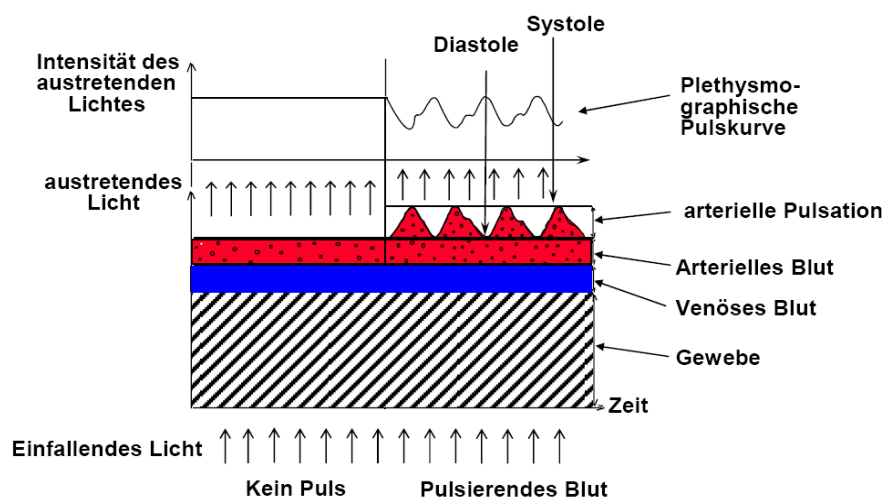 Systole
Diastole
Intensität des
austretenden
Lichtes
Plethysmo-
graphische
Pulskurve
austretendes
Licht
arterielle Pulsation
Arterielles Blut
Venöses Blut
Gewebe
Zeit
Einfallendes Licht
Kein Puls
Pulsierendes Blut